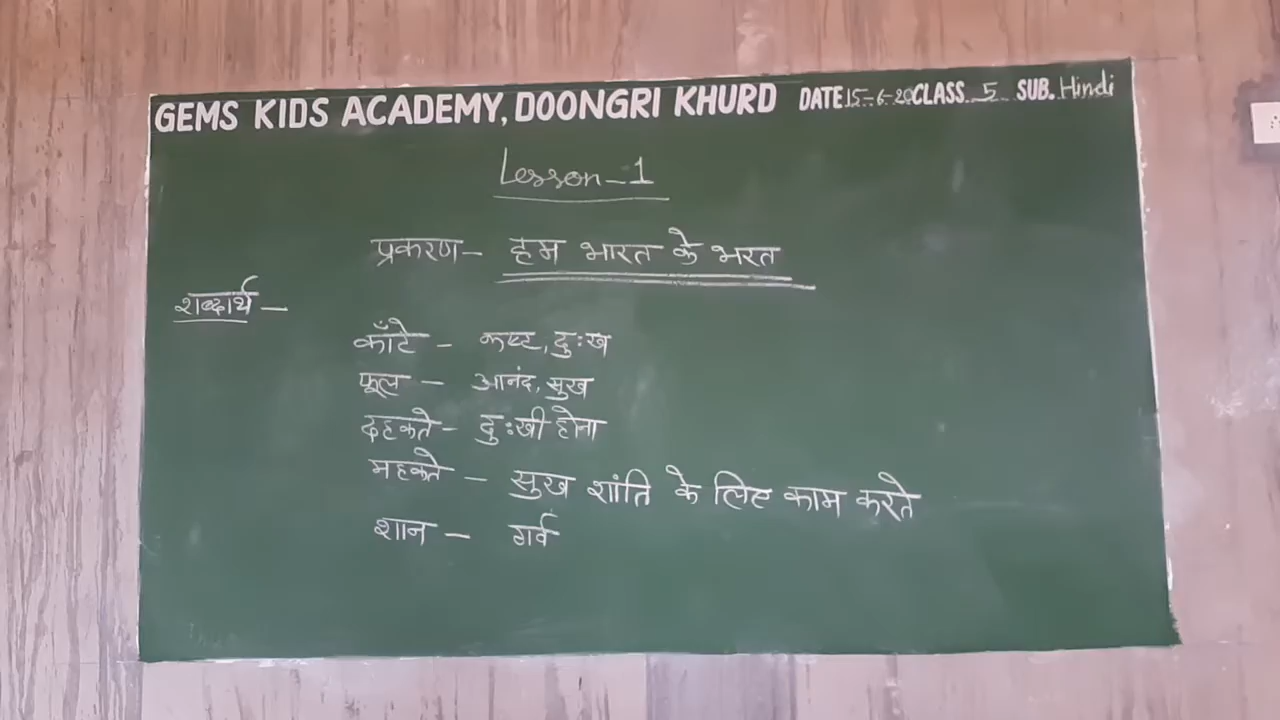 GEMS KIDS ACADEMY, DOONGRI KHURD DATE 15-6-20 CLASS 5 SUB. Hindi
Lesson-1
प्रकरण- हम भारत के भरत
शब्दार्थ -
काँटे - कष्ट, दुःख
फूल - आनंद, सुख
दहकते - दुःखी होना
महकते - सुख शांति के लिए काम करते
शान - गर्व